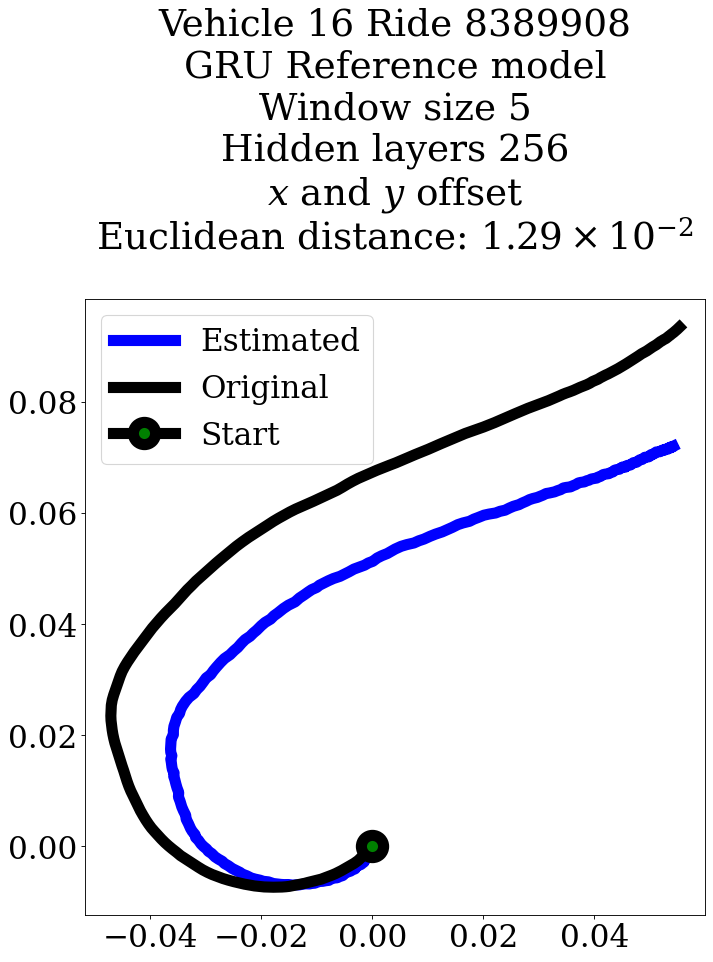 Vehicle 16 Ride 8389908
GRU Reference model
Window size 5
Hidden layers 256
x and y offset
Euclidean distance: 1.29 × 10⁻²
Estimated
Original
Start
0.08
0.06
0.04
0.02
0.00
−0.04 −0.02 0.00 0.02 0.04